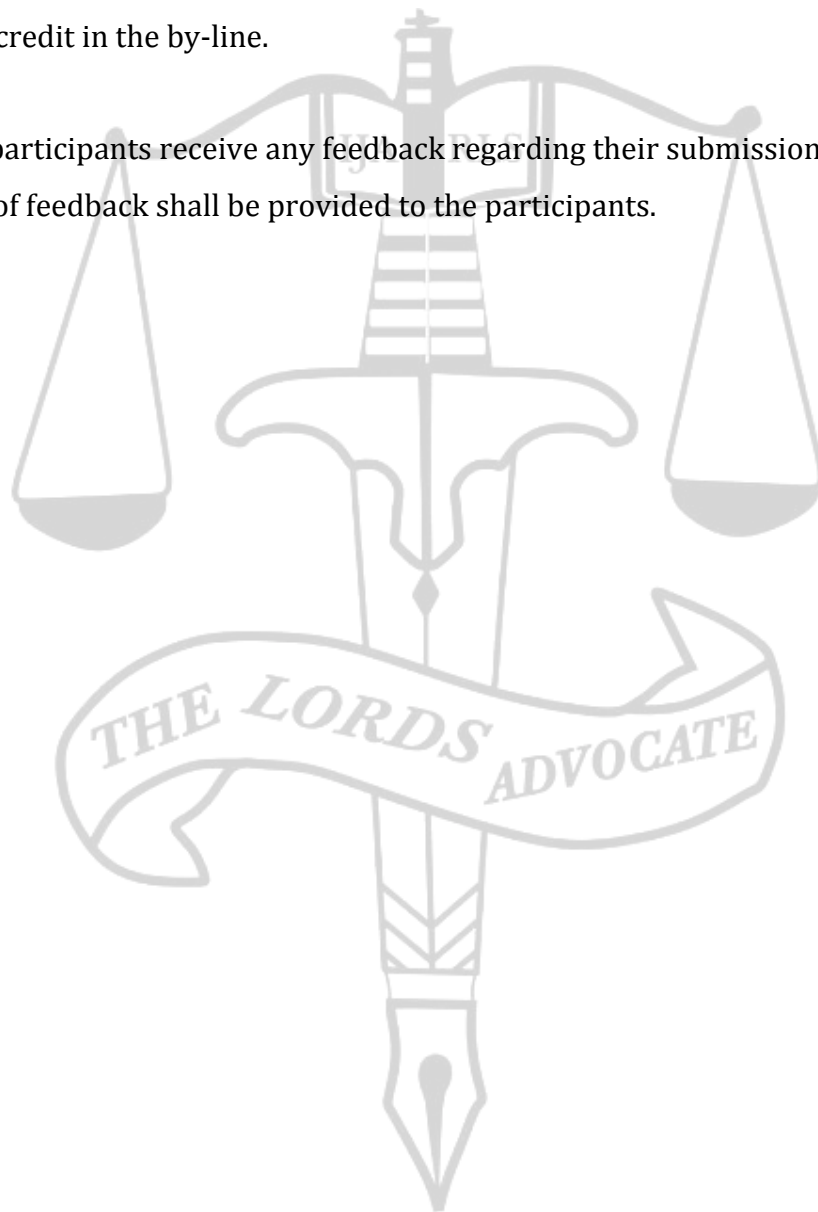 credit in the by-line.
participants receive any feedback regarding their submission
of feedback shall be provided to the participants.
THE LORDS ADVOCATE